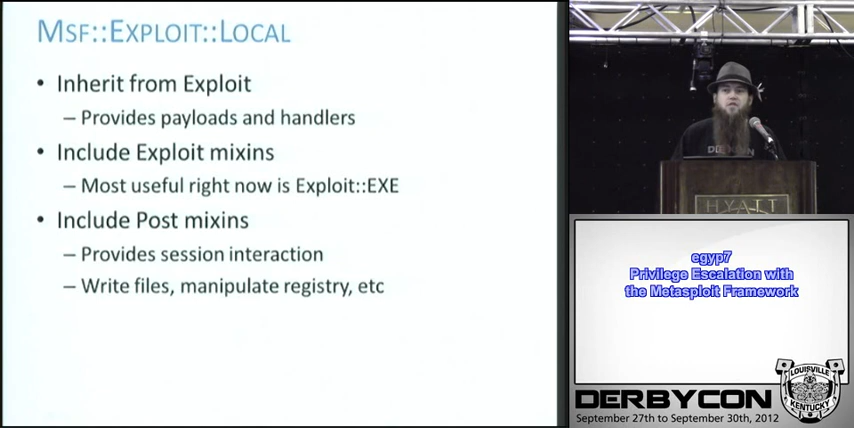 MSF::EXPLOIT::LOCAL
• Inherit from Exploit
– Provides payloads and handlers
• Include Exploit mixins
– Most useful right now is Exploit::EXE
• Include Post mixins
– Provides session interaction
– Write files, manipulate registry, etc
HYATT
egyp7
Privilege Escalation with
the Metasploit Framework
LOUISVILLE
KENTUCKY
DERBYCON
September 27th to September 30th, 2012